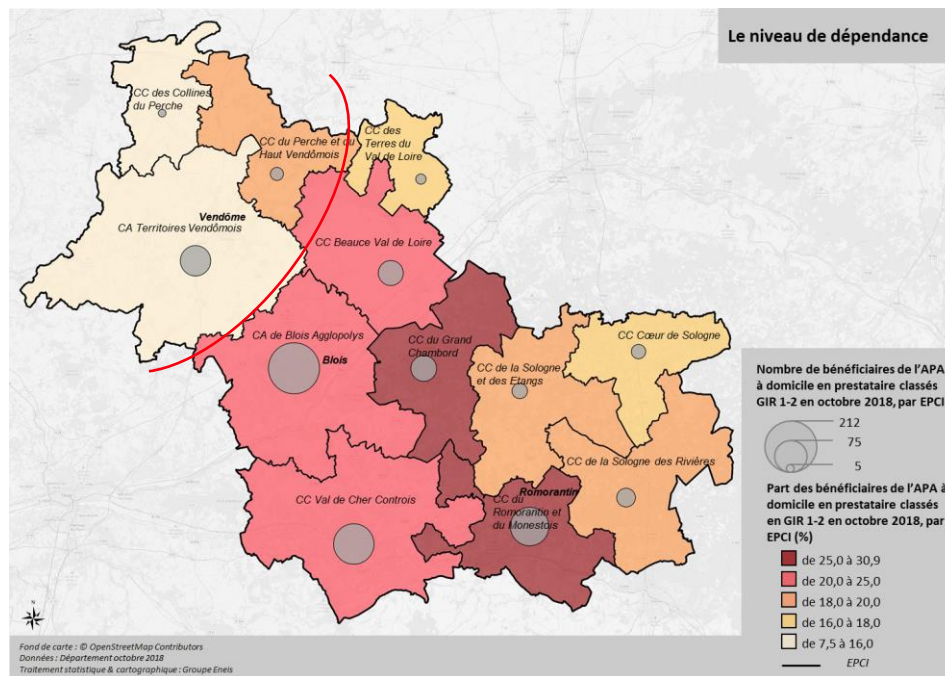 Le niveau de dépendance
CC des Collines
du Perche
CC du Perche et du
Haut Vendômois
CC des
Terres du
Val de Loire
Vendôme
CA Territoires Vendômois
CC Beauce Val de Loire
CA de Blois Agglopolys
Blois
CC du Grand
Chambord
CC Cœur de Sologne
CC de la Sologne
et des Etangs
CC de la Sologne des Rivières
CC Val de Cher Controis
Romorantin
CC du
Romorantin et
du Monestois
Nombre de bénéficiaires de l'APA
à domicile en prestataire classés
GIR 1-2 en octobre 2018, par EPCI
212
75
5
Part des bénéficiaires de l'APA à
domicile en prestataire classés
en GIR 1-2 en octobre 2018, par
EPCI (%)
de 25,0 à 30,9
de 20,0 à 25,0
de 18,0 à 20,0
de 16,0 à 18,0
de 7,5 à 16,0
EPCI
Fond de carte : © OpenStreetMap Contributors
Données : Département octobre 2018
Traitement statistique & cartographique : Groupe Eneis